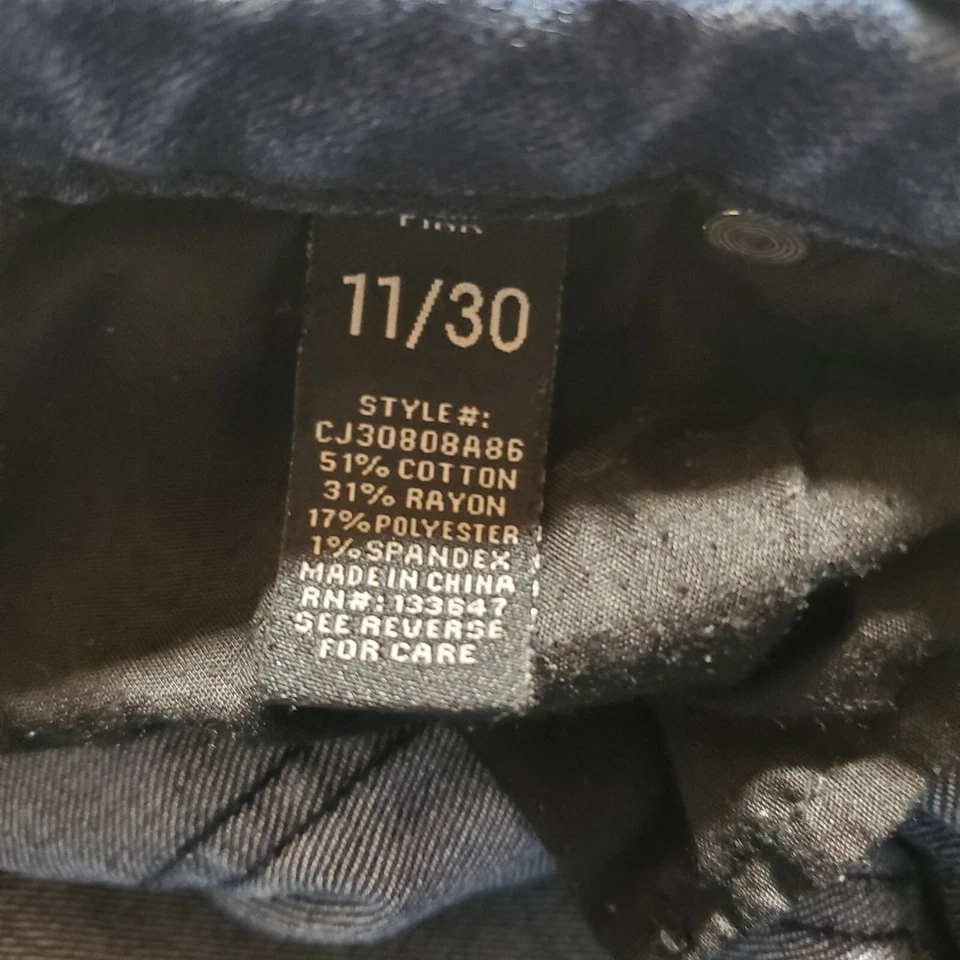 PINK
11/30
STYLE#:
CJ30808A86
51% COTTON
31% RAYON
17% POLYESTER
1% SPANDEX
MADE IN CHINA
RN#: 133647
SEE REVERSE
FOR CARE